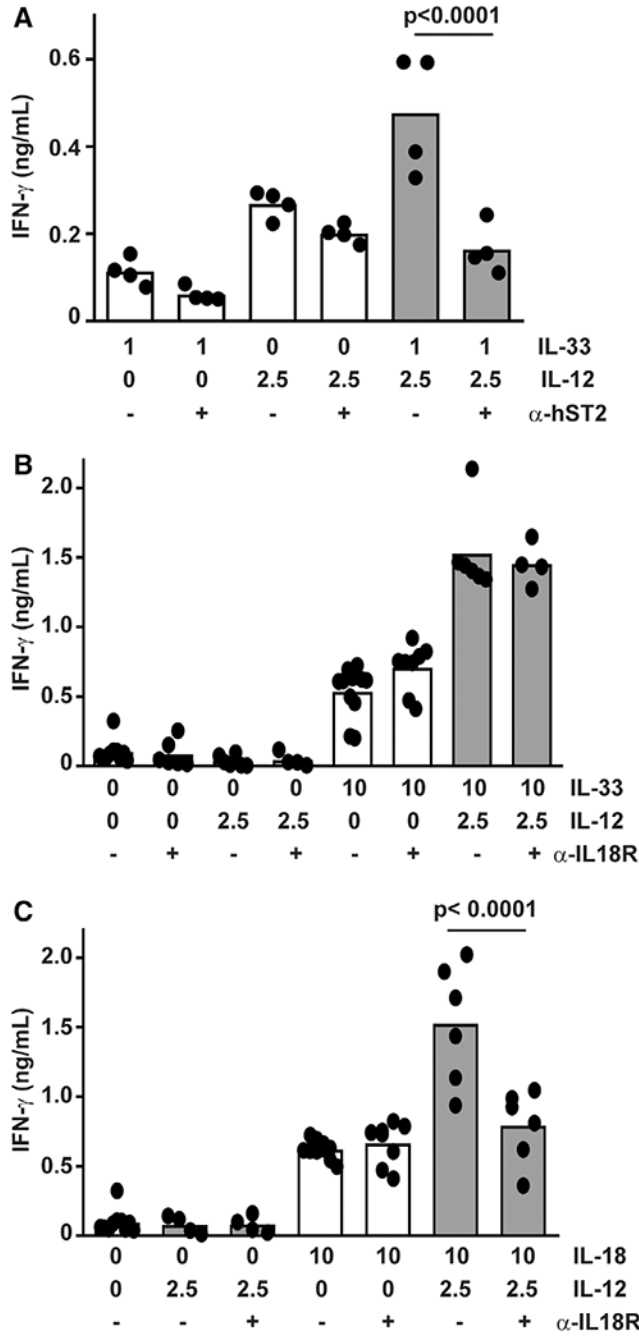 A
p<0.0001
IFN-γ (ng/mL)
0.6
0.4
0.2
0
1 1 0 0 1 1 IL-33
0 0 2.5 2.5 2.5 2.5 IL-12
- + - + - + α-hST2
B
IFN-γ (ng/mL)
2.0
1.5
1.0
0.5
0
0 0 0 0 10 10 10 10 IL-33
0 0 2.5 2.5 0 0 2.5 2.5 IL-12
- + - + - + - + α-IL18R
C
p< 0.0001
IFN-γ (ng/mL)
2.0
1.5
1.0
0.5
0
0 0 0 10 10 10 10 IL-18
0 2.5 2.5 0 0 2.5 2.5 IL-12
- - + - + - + α-IL18R